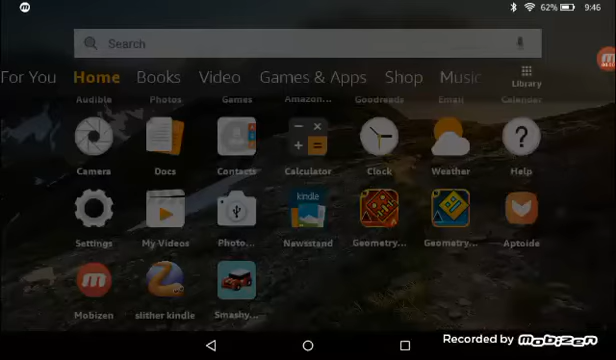 62% 9:46
Search
For You Home Books Video Games & Apps Shop Music Library
Audible Photos Games Amazon... Goodreads Email Calendar
Camera Docs Contacts Calculator Clock Weather Help
kindle
Settings My Videos Photo... Newsstand Geometry... Geometry... Aptoide
Mobizen slither kindle Smashy...
Recorded by mobizen